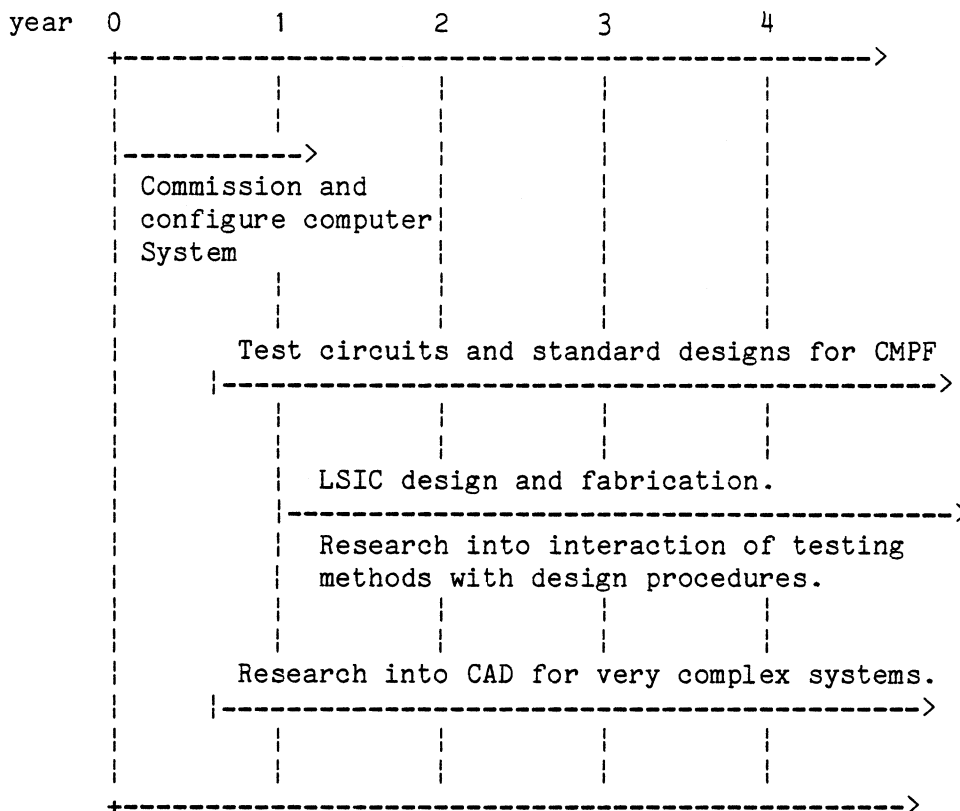 year 0 1 2 3 4
Commission and
configure computer
System
Test circuits and standard designs for CMPF
LSIC design and fabrication.
Research into interaction of testing
methods with design procedures.
Research into CAD for very complex systems.